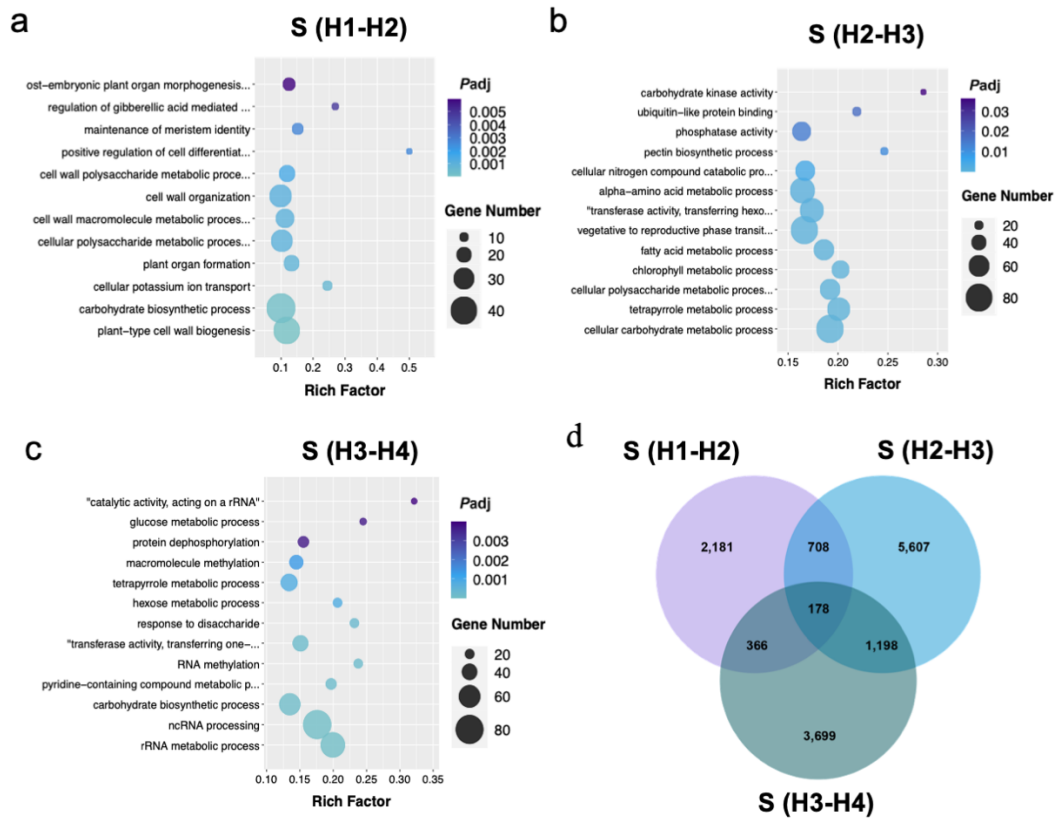 a
S (H1-H2)
ost-embryonic plant organ morphogenesis...
regulation of gibberellic acid mediated ...
maintenance of meristem identity
positive regulation of cell differentiat...
cell wall polysaccharide metabolic proce...
cell wall organization
cell wall macromolecule metabolic proces...
cellular polysaccharide metabolic proces...
plant organ formation
cellular potassium ion transport
carbohydrate biosynthetic process
plant-type cell wall biogenesis
0.1 0.2 0.3 0.4 0.5
Rich Factor
Padj
0.005
0.004
0.003
0.002
0.001
Gene Number
10
20
30
40
b
S (H2-H3)
carbohydrate kinase activity
ubiquitin-like protein binding
phosphatase activity
pectin biosynthetic process
cellular nitrogen compound catabolic pro...
alpha-amino acid metabolic process
"transferase activity, transferring hexo...
vegetative to reproductive phase transit...
fatty acid metabolic process
chlorophyll metabolic process
cellular polysaccharide metabolic proces...
tetrapyrrole metabolic process
cellular carbohydrate metabolic process
0.15 0.20 0.25 0.30
Rich Factor
Padj
0.03
0.02
0.01
Gene Number
20
40
60
80
c
S (H3-H4)
"catalytic activity, acting on a rRNA"
glucose metabolic process
protein dephosphorylation
macromolecule methylation
tetrapyrrole metabolic process
hexose metabolic process
response to disaccharide
"transferase activity, transferring one-...
RNA methylation
pyridine-containing compound metabolic p...
carbohydrate biosynthetic process
ncRNA processing
rRNA metabolic process
0.10 0.15 0.20 0.25 0.30 0.35
Rich Factor
Padj
0.003
0.002
0.001
Gene Number
20
40
60
80
d
S (H1-H2)
S (H2-H3)
2,181
708
5,607
178
366
1,198
3,699
S (H3-H4)